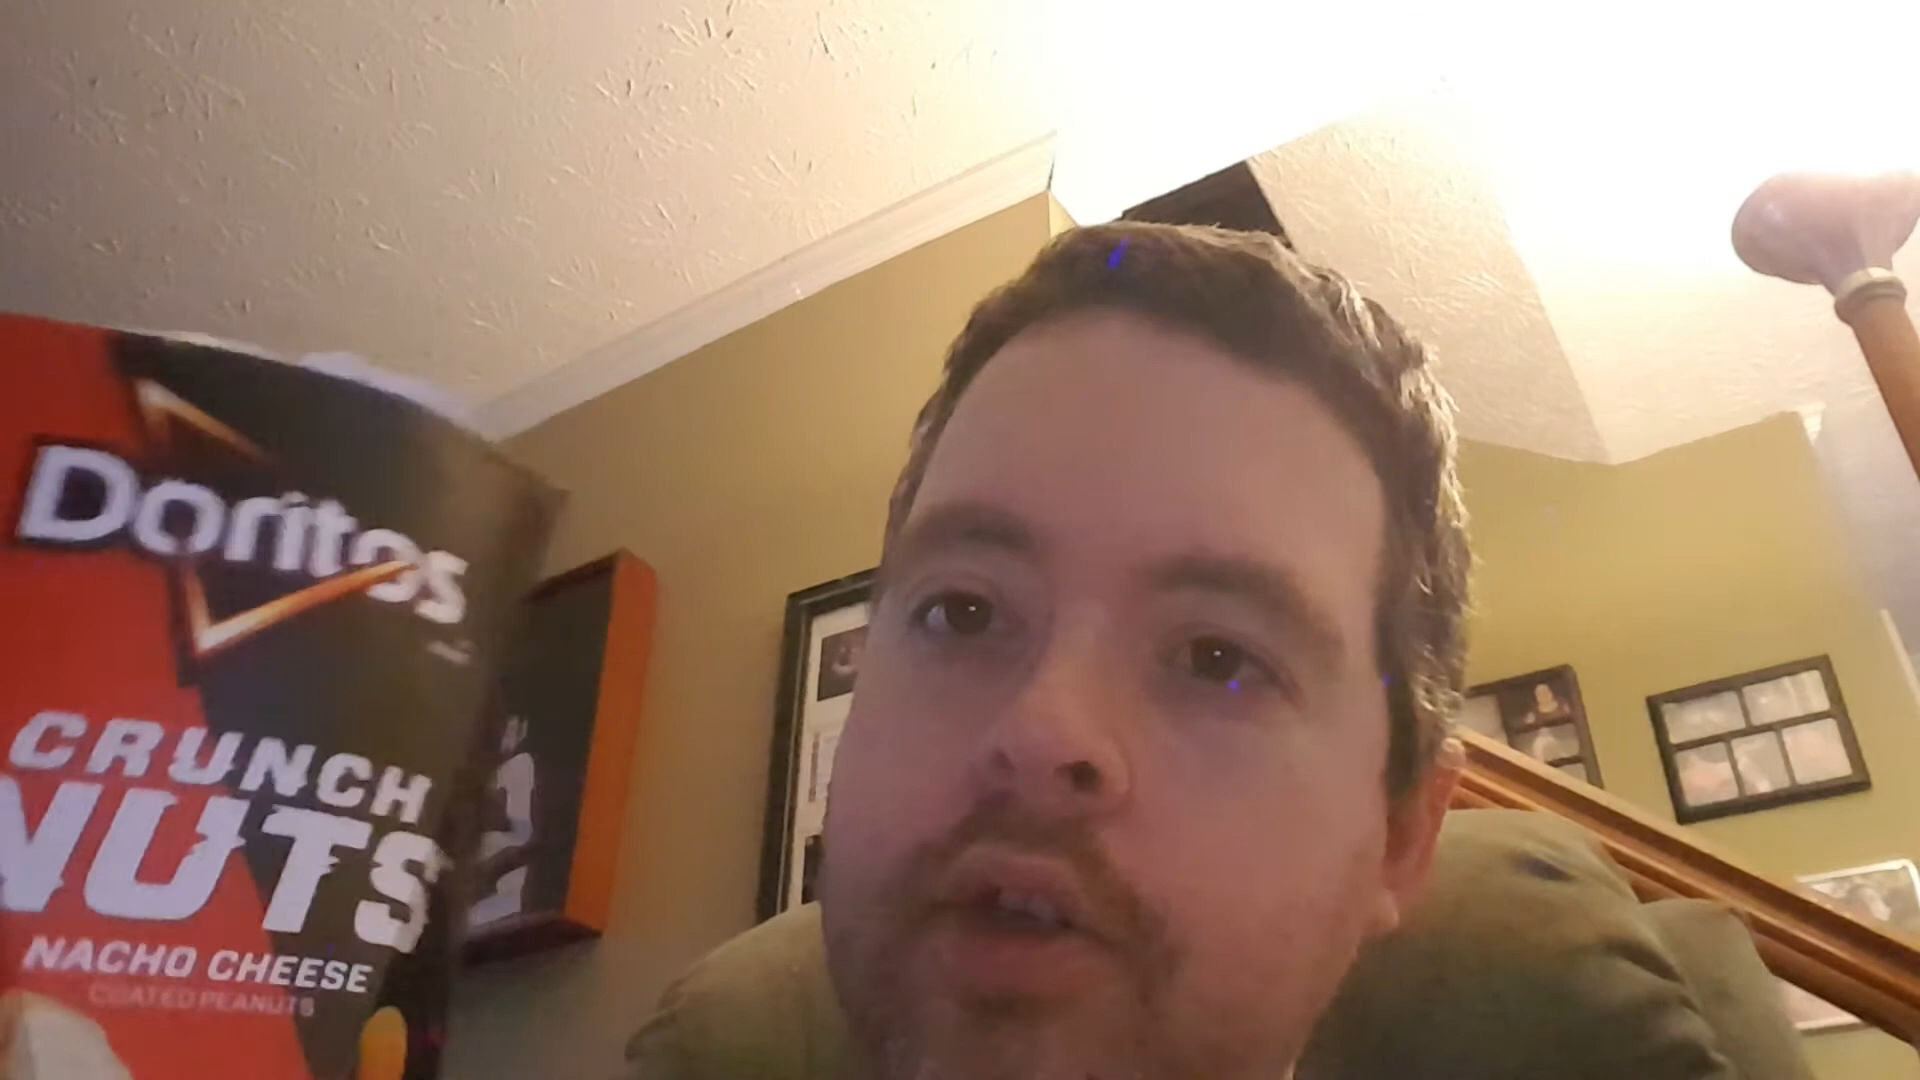 Doritos
CRUNCH
NUTS
NACHO CHEESE
COATED PEANUTS